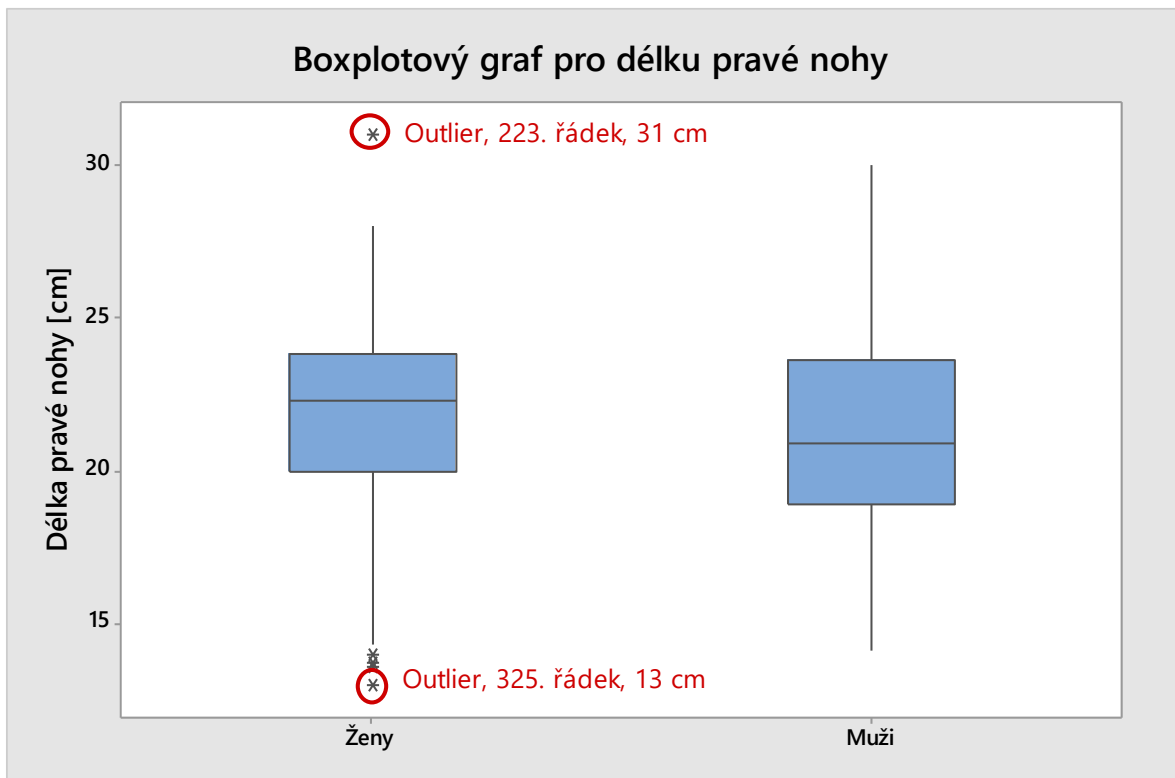 Boxplotový graf pro délku pravé nohy
Outlier, 223. řádek, 31 cm
30
25
20
15
Délka pravé nohy [cm]
Outlier, 325. řádek, 13 cm
Ženy
Muži